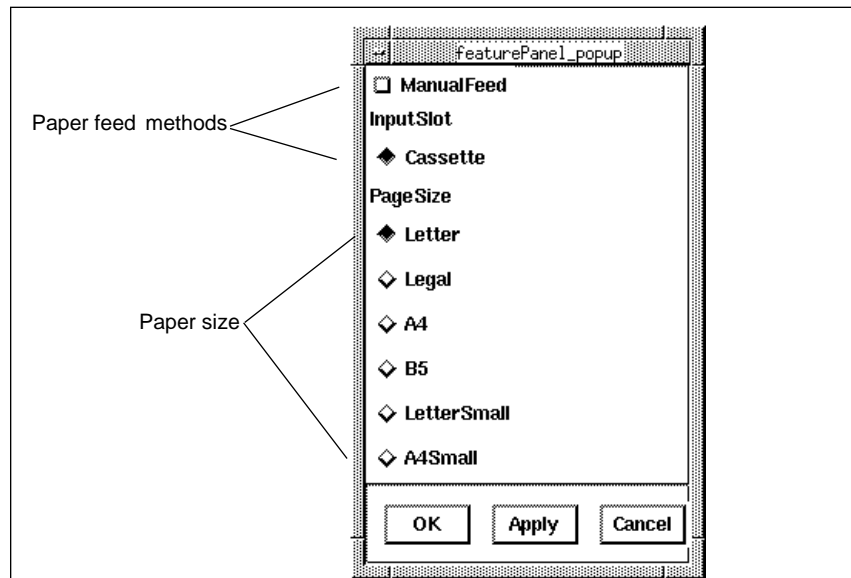 featurePanel_popup
ManualFeed
Paper feed methods
InputSlot
Cassette
PageSize
Letter
Legal
Paper size
A4
B5
LetterSmall
A4Small
OK Apply Cancel